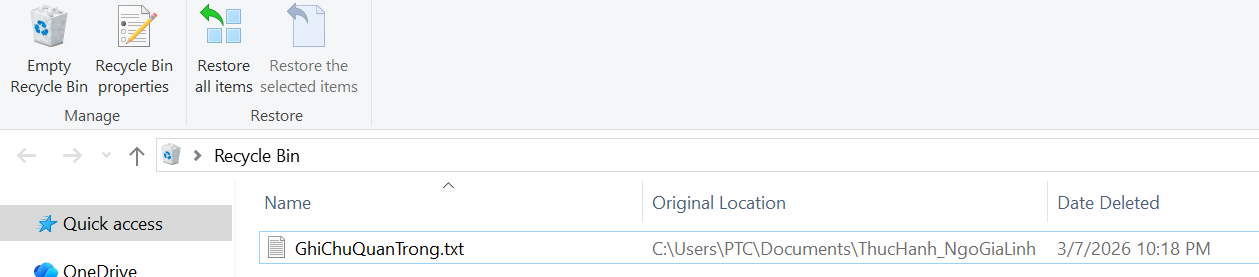 Empty
Recycle Bin
Recycle Bin
properties
Restore
all items
Restore the
selected items
Manage
Restore
Recycle Bin
Quick access
OneDrive
Name
Original Location
Date Deleted
GhiChuQuanTrong.txt
C:\Users\PTC\Documents\ThucHanh_NgoGiaLinh
3/7/2026 10:18 PM